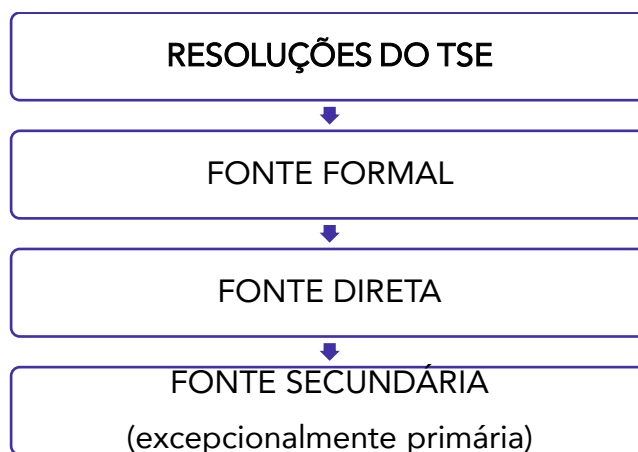 RESOLUÇÕES DO TSE
FONTE FORMAL
FONTE DIRETA
FONTE SECUNDÁRIA
(excepcionalmente primária)